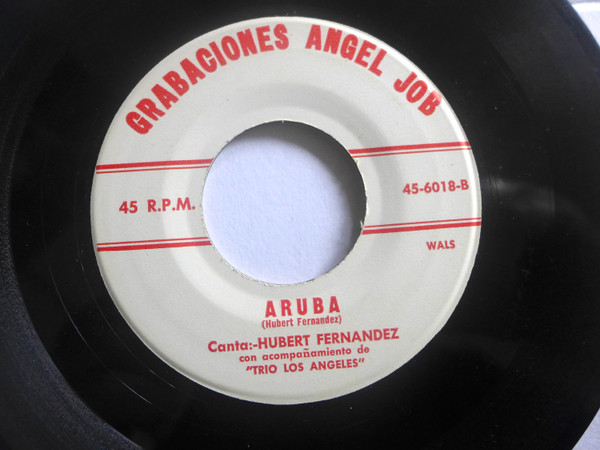 GRABACIONES ANGEL JOB
45 R.P.M.
45-6018-B
WALS
ARUBA
(Hubert Fernandez)
Canta:-HUBERT FERNANDEZ
con acompañamiento de
"TRIO LOS ANGELES"